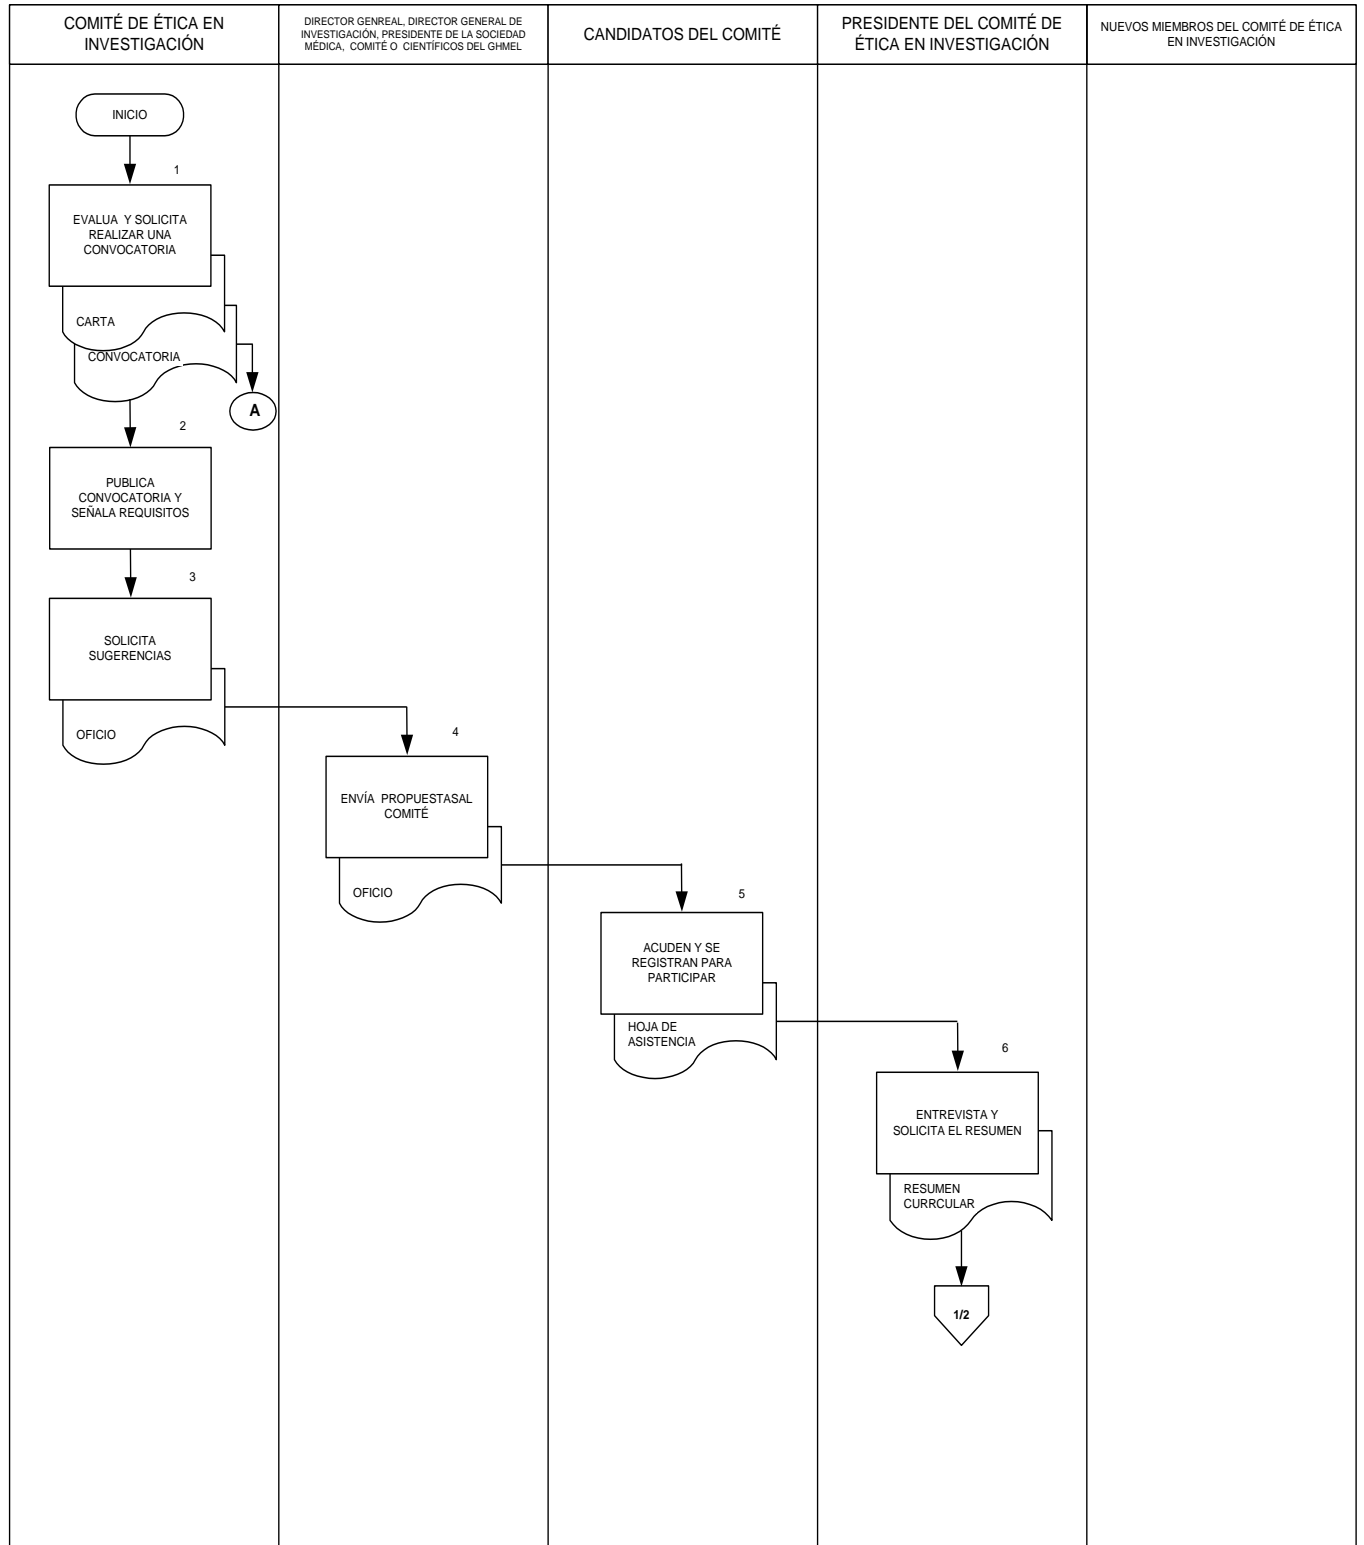 COMITÉ DE ÉTICA EN
INVESTIGACIÓN
DIRECTOR GENREAL, DIRECTOR GENERAL DE
INVESTIGACIÓN, PRESIDENTE DE LA SOCIEDAD
MÉDICA, COMITÉ O CIENTÍFICOS DEL GHMEL
CANDIDATOS DEL COMITÉ
PRESIDENTE DEL COMITÉ DE
ÉTICA EN INVESTIGACIÓN
NUEVOS MIEMBROS DEL COMITÉ DE ÉTICA
EN INVESTIGACIÓN
INICIO
1
EVALUA Y SOLICITA
REALIZAR UNA
CONVOCATORIA
CARTA
CONVOCATORIA
A
2
PUBLICA
CONVOCATORIA Y
SEÑALA REQUISITOS
3
SOLICITA
SUGERENCIAS
OFICIO
4
ENVÍA PROPUESTASAL
COMITÉ
OFICIO
5
ACUDEN Y SE
REGISTRAN PARA
PARTICIPAR
HOJA DE
ASISTENCIA
6
ENTREVISTA Y
SOLICITA EL RESUMEN
RESUMEN
CURRCULAR
1/2